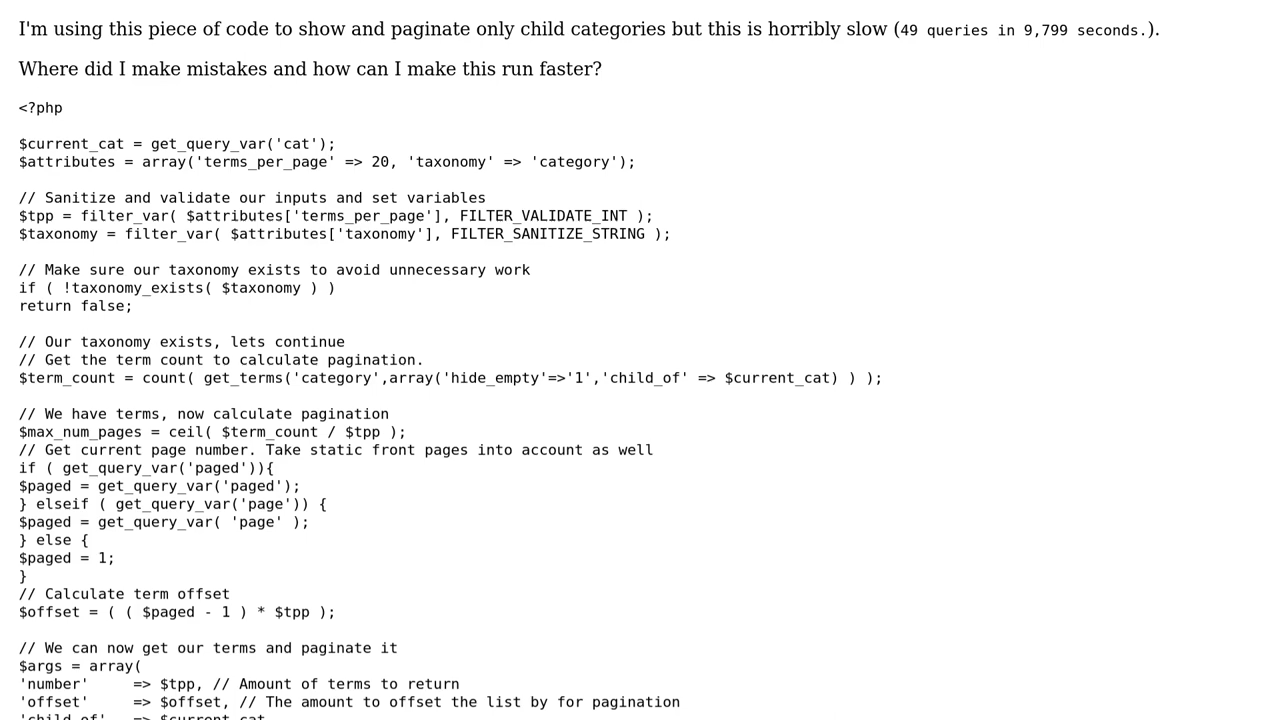 I'm using this piece of code to show and paginate only child categories but this is horribly slow (49 queries in 9,799 seconds.).
Where did I make mistakes and how can I make this run faster?
<?php
$current_cat = get_query_var('cat');
$attributes = array('terms_per_page' => 20, 'taxonomy' => 'category');
// Sanitize and validate our inputs and set variables
$tpp = filter_var( $attributes['terms_per_page'], FILTER_VALIDATE_INT );
$taxonomy = filter_var( $attributes['taxonomy'], FILTER_SANITIZE_STRING );
// Make sure our taxonomy exists to avoid unnecessary work
if ( !taxonomy_exists( $taxonomy ) )
return false;
// Our taxonomy exists, lets continue
// Get the term count to calculate pagination.
$term_count = count( get_terms('category',array('hide_empty'=>'1','child_of' => $current_cat) ) );
// We have terms, now calculate pagination
$max_num_pages = ceil( $term_count / $tpp );
// Get current page number. Take static front pages into account as well
if ( get_query_var('paged')){
$paged = get_query_var('paged');
} elseif ( get_query_var('page')) {
$paged = get_query_var( 'page' );
} else {
$paged = 1;
}
// Calculate term offset
$offset = ( ( $paged - 1 ) * $tpp );
// We can now get our terms and paginate it
$args = array(
'number'     => $tpp, // Amount of terms to return
'offset'     => $offset, // The amount to offset the list by for pagination
'child_of'   => $current_cat